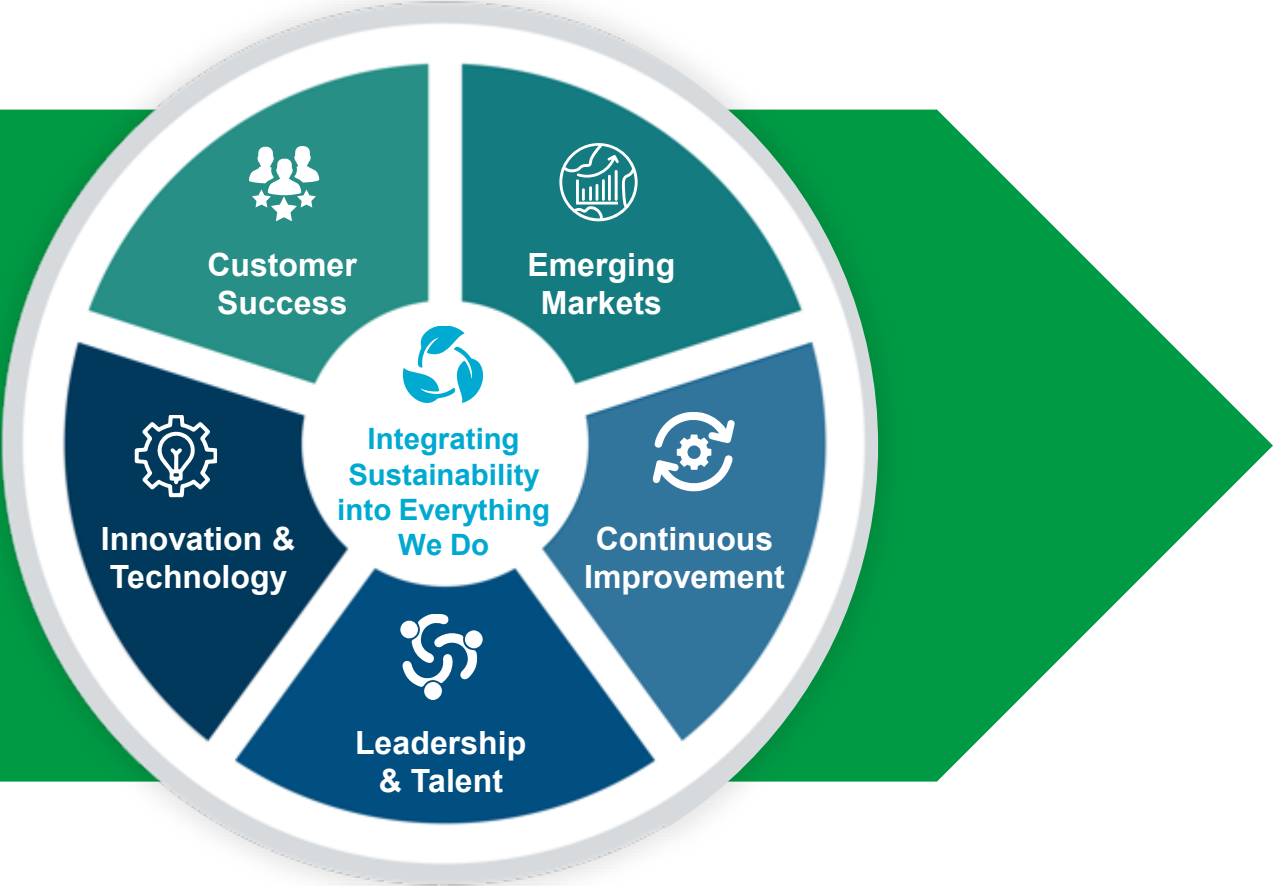 Customer
Success
Emerging
Markets
Integrating
Sustainability
into Everything
We Do
Innovation &
Technology
Continuous
Improvement
Leadership
& Talent